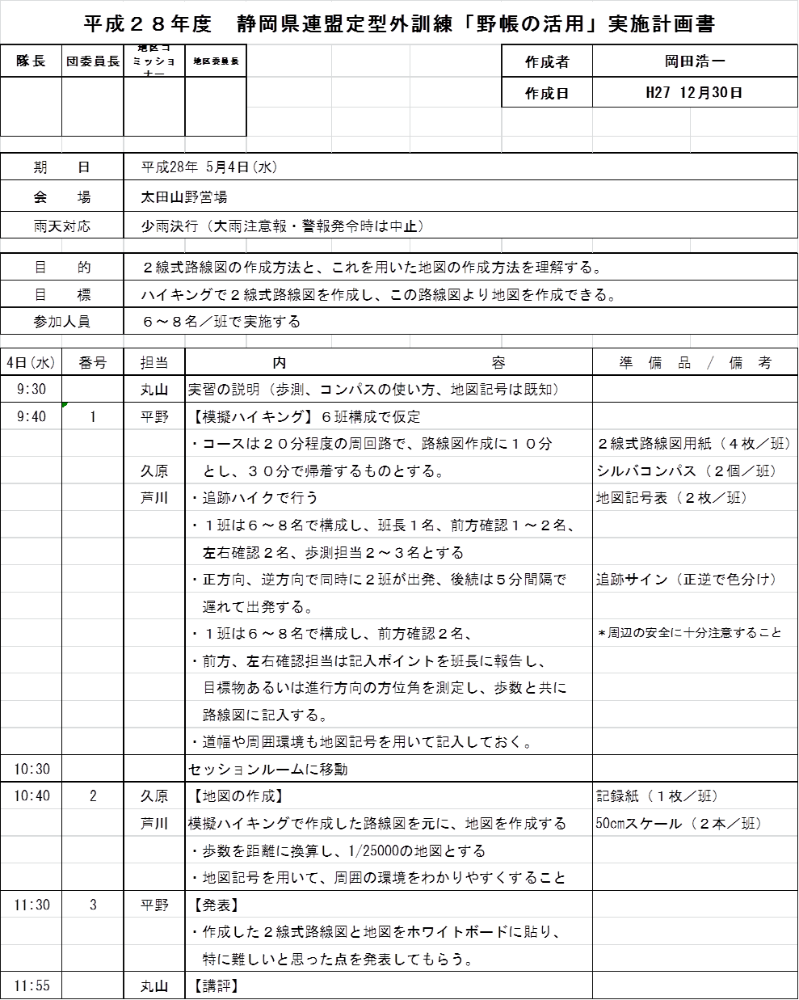 平成２８年度　静岡県連盟定型外訓練「野帳の活用」実施計画書
隊長 団委員長 地区コミッショナー 地区委員長 作成者 岡田浩一
作成日 H27 12月30日
期　日 平成28年 5月4日(水)
会　場 太田山野営場
雨天対応 少雨決行（大雨注意報・警報発令時は中止）
目　的 ２線式路線図の作成方法と、これを用いた地図の作成方法を理解する。
目　標 ハイキングで２線式路線図を作成し、この路線図より地図を作成できる。
参加人員 ６～８名／班で実施する
4日(水) 番号 担当 内　容 準　備　品　/　備　考
9:30 丸山 実習の説明（歩測、コンパスの使い方、地図記号は既知）
9:40 1 平野 【模擬ハイキング】６班構成で仮定
・コースは２０分程度の周回路で、路線図作成に１０分 ２線式路線図用紙（４枚／班）
久原 とし、３０分で帰着するものとする。 シルバコンパス（２個／班）
芦川 ・追跡ハイクで行う 地図記号表（２枚／班）
・１班は６～８名で構成し、班長１名、前方確認１～２名、
左右確認２名、歩測担当２～３名とする
・正方向、逆方向で同時に２班が出発、後続は５分間隔で 追跡サイン（正逆で色分け）
遅れて出発する。
・１班は６～８名で構成し、前方確認２名、 ＊周辺の安全に十分注意すること
・前方、左右確認担当は記入ポイントを班長に報告し、
目標物あるいは進行方向の方位角を測定し、歩数と共に
路線図に記入する。
・道幅や周囲環境も地図記号を用いて記入しておく。
10:30 セッションルームに移動
10:40 2 久原 【地図の作成】 記録紙（１枚／班）
芦川 模擬ハイキングで作成した路線図を元に、地図を作成する 50cmスケール（２本／班）
・歩数を距離に換算し、1/25000の地図とする
・地図記号を用いて、周囲の環境をわかりやすくすること
11:30 3 平野 【発表】
・作成した２線式路線図と地図をホワイトボードに貼り、
特に難しいと思った点を発表してもらう。
11:55 丸山 【講評】